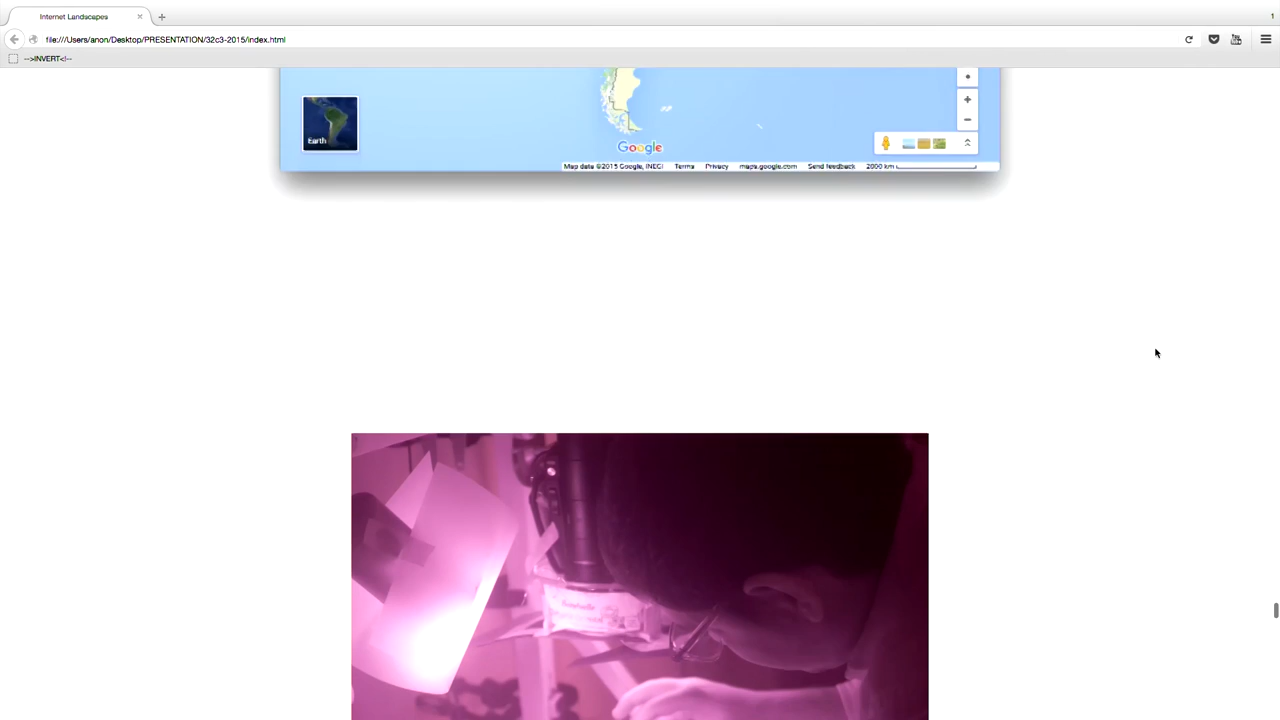 Internet Landscapes
1
file:///Users/anon/Desktop/PRESENTATION/32c3-2015/index.html
-->INVERT<!--
Earth
Google
Map data ©2015 Google, INEGI Terms Privacy maps.google.com Send feedback 2000 km